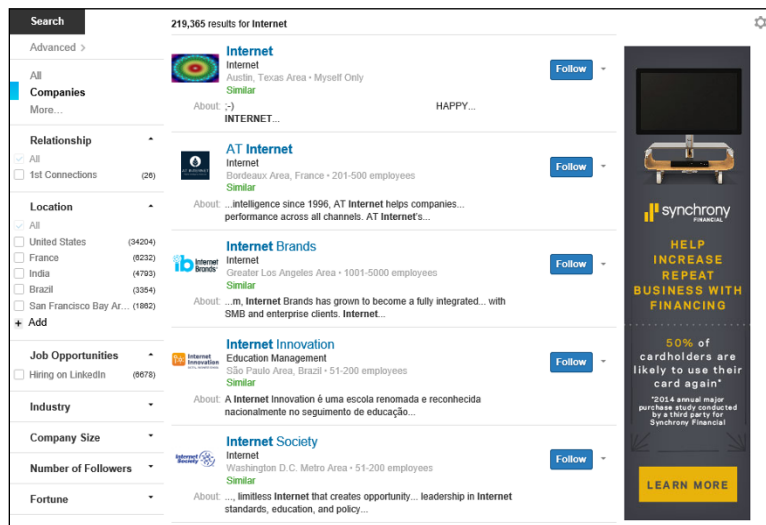 Search
Advanced >
All
Companies
More...
Relationship
All
1st Connections (26)
Location
All
United States (34204)
France (6232)
India (4793)
Brazil (3354)
San Francisco Bay Ar... (1862)
+ Add
Job Opportunities
Hiring on LinkedIn (6678)
Industry
Company Size
Number of Followers
Fortune
219,365 results for Internet
Internet
Internet
Austin, Texas Area • Myself Only
Similar
About: ;-) HAPPY...
INTERNET...
Follow
AT Internet
Internet
Bordeaux Area, France • 201-500 employees
Similar
About: ...intelligence since 1996, AT Internet helps companies...
performance across all channels. AT Internet's...
Follow
AT INTERNET
Internet Brands
Internet
Greater Los Angeles Area • 1001-5000 employees
Similar
About: ...m, Internet Brands has grown to become a fully integrated... with
SMB and enterprise clients. Internet...
Follow
ib Internet
Brands
Internet Innovation
Education Management
São Paulo Area, Brazil • 51-200 employees
Similar
About: A Internet Innovation é uma escola renomada e reconhecida
nacionalmente no seguimento de educação...
Follow
Internet
Innovation
Internet Society
Internet
Washington D.C. Metro Area • 51-200 employees
Similar
About: ..., limitless Internet that creates opportunity... leadership in Internet
standards, education, and policy...
Follow
Internet
Society
synchrony
FINANCIAL
HELP
INCREASE
REPEAT
BUSINESS WITH
FINANCING
50% of
cardholders are
likely to use their
card again*
*2014 annual major
purchase study conducted
by a third party for
Synchrony Financial
LEARN MORE